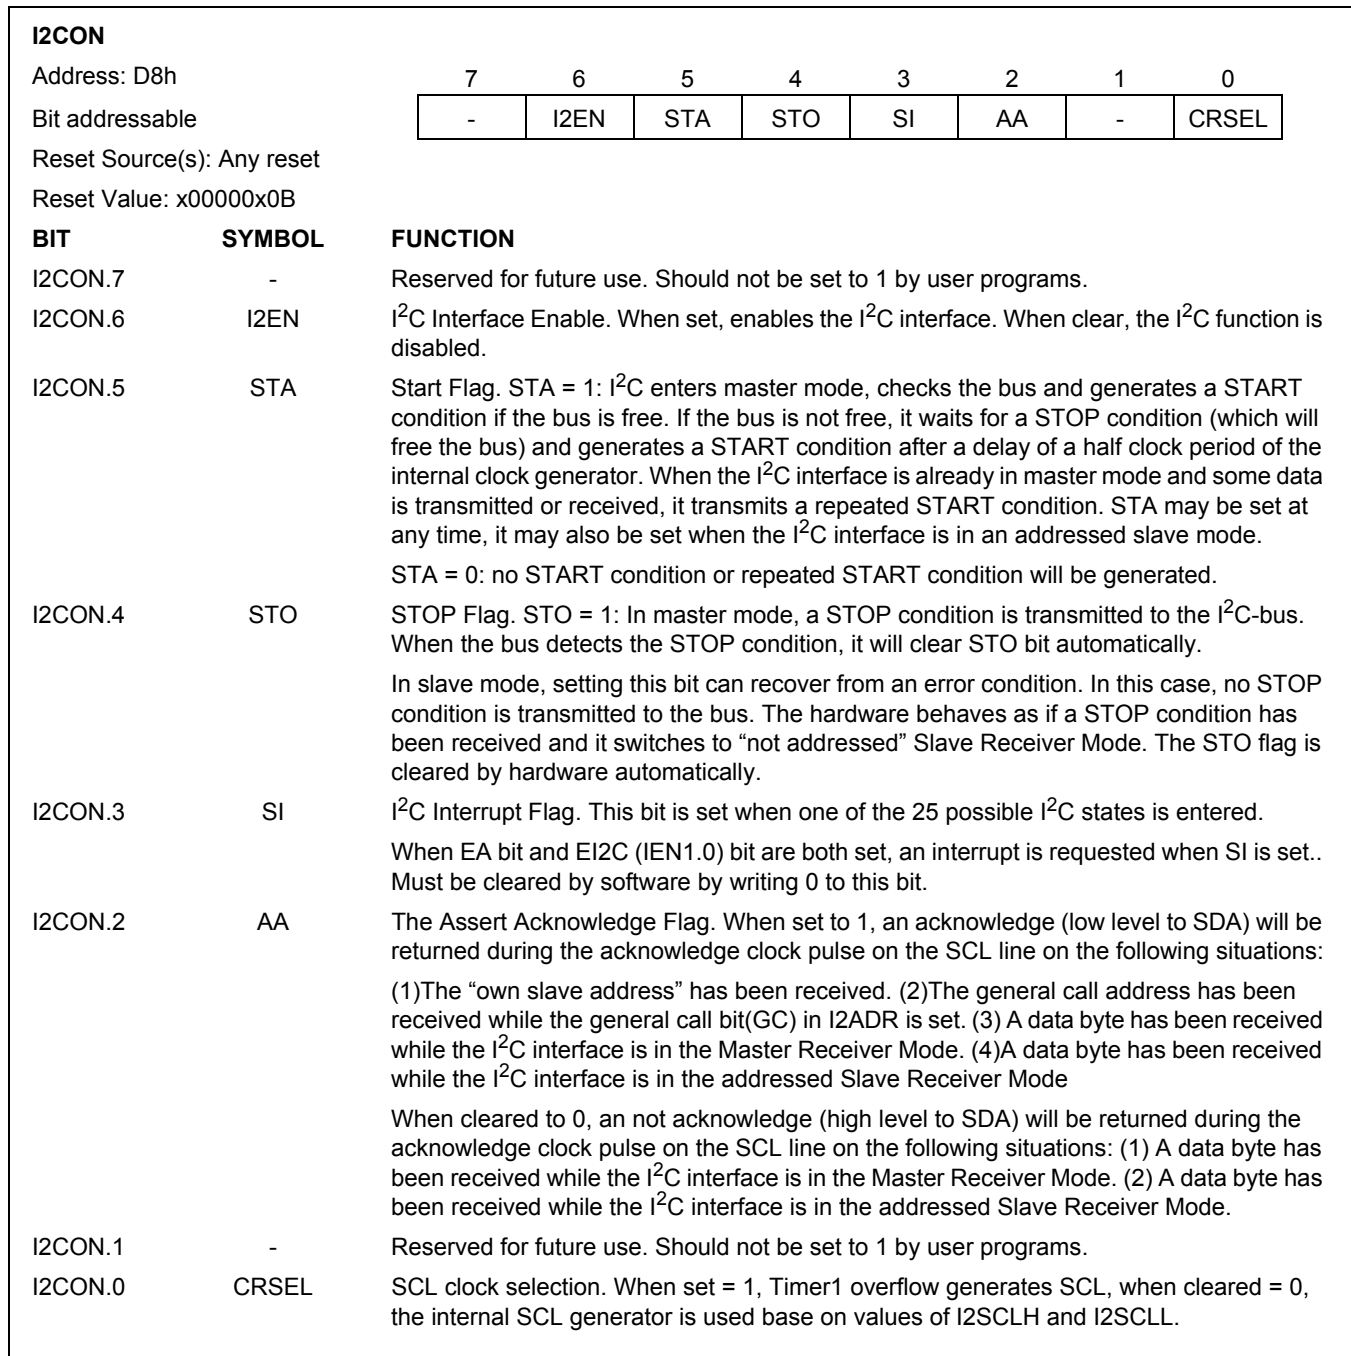 I2CON
Address: D8h 7 6 5 4 3 2 1 0
Bit addressable - I2EN STA STO SI AA - CRSEL
Reset Source(s): Any reset
Reset Value: x00000x0B
BIT SYMBOL FUNCTION
I2CON.7 - Reserved for future use. Should not be set to 1 by user programs.
I2CON.6 I2EN I²C Interface Enable. When set, enables the I²C interface. When clear, the I²C function is
disabled.
I2CON.5 STA Start Flag. STA = 1: I²C enters master mode, checks the bus and generates a START
condition if the bus is free. If the bus is not free, it waits for a STOP condition (which will
free the bus) and generates a START condition after a delay of a half clock period of the
internal clock generator. When the I²C interface is already in master mode and some data
is transmitted or received, it transmits a repeated START condition. STA may be set at
any time, it may also be set when the I²C interface is in an addressed slave mode.
STA = 0: no START condition or repeated START condition will be generated.
I2CON.4 STO STOP Flag. STO = 1: In master mode, a STOP condition is transmitted to the I²C-bus.
When the bus detects the STOP condition, it will clear STO bit automatically.
In slave mode, setting this bit can recover from an error condition. In this case, no STOP
condition is transmitted to the bus. The hardware behaves as if a STOP condition has
been received and it switches to “not addressed” Slave Receiver Mode. The STO flag is
cleared by hardware automatically.
I2CON.3 SI I²C Interrupt Flag. This bit is set when one of the 25 possible I²C states is entered.
When EA bit and EI2C (IEN1.0) bit are both set, an interrupt is requested when SI is set..
Must be cleared by software by writing 0 to this bit.
I2CON.2 AA The Assert Acknowledge Flag. When set to 1, an acknowledge (low level to SDA) will be
returned during the acknowledge clock pulse on the SCL line on the following situations:
(1)The “own slave address” has been received. (2)The general call address has been
received while the general call bit(GC) in I2ADR is set. (3) A data byte has been received
while the I²C interface is in the Master Receiver Mode. (4)A data byte has been received
while the I²C interface is in the addressed Slave Receiver Mode
When cleared to 0, an not acknowledge (high level to SDA) will be returned during the
acknowledge clock pulse on the SCL line on the following situations: (1) A data byte has
been received while the I²C interface is in the Master Receiver Mode. (2) A data byte has
been received while the I²C interface is in the addressed Slave Receiver Mode.
I2CON.1 - Reserved for future use. Should not be set to 1 by user programs.
I2CON.0 CRSEL SCL clock selection. When set = 1, Timer1 overflow generates SCL, when cleared = 0,
the internal SCL generator is used base on values of I2SCLH and I2SCLL.